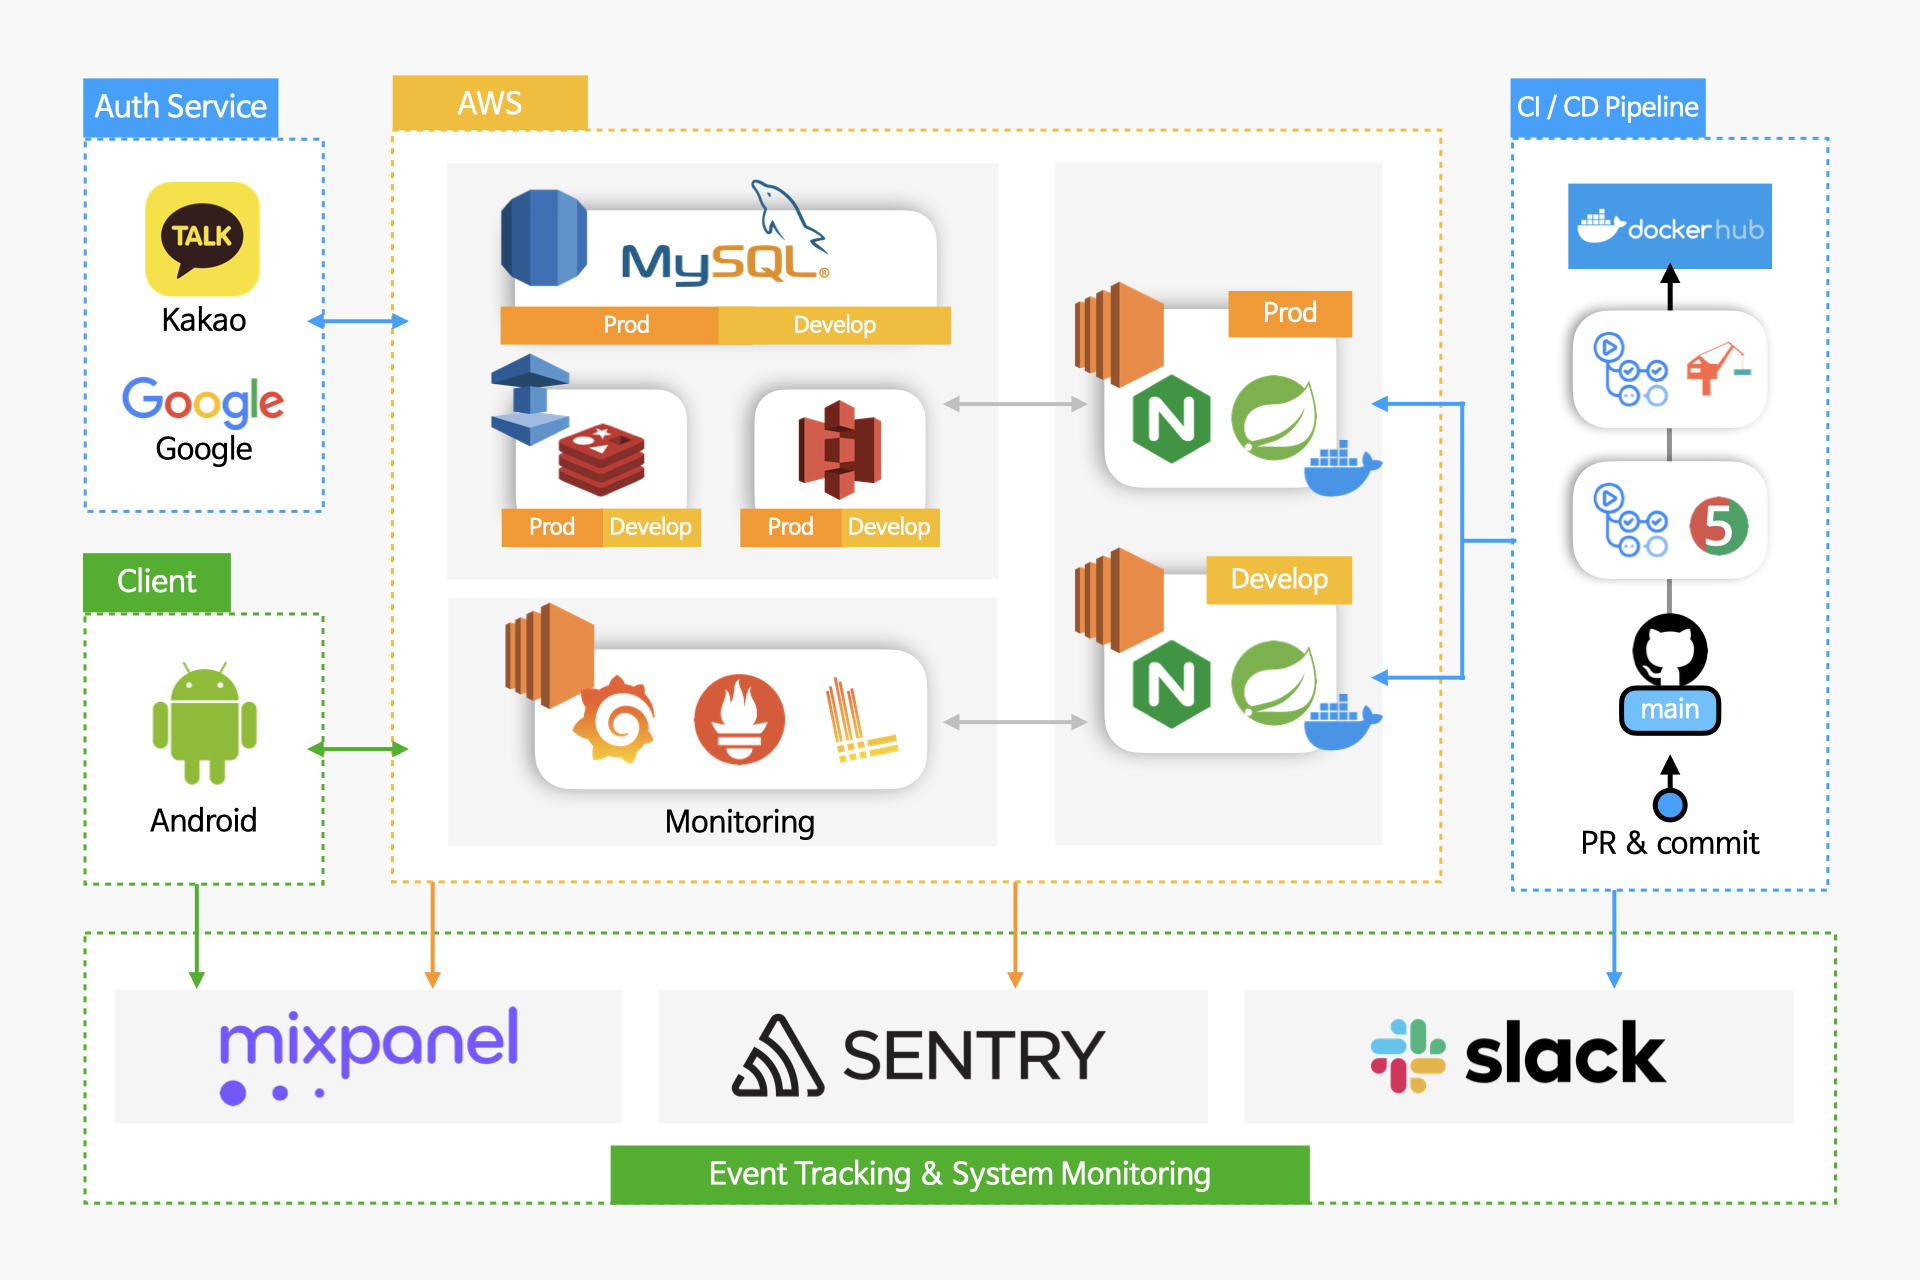 Auth Service
TALK
Kakao
Google
Google
Client
Android
AWS
MySQL®
Prod
Develop
Prod
Develop
Prod
Develop
Monitoring
Prod
N
Develop
N
CI / CD Pipeline
docker hub
5
main
PR & commit
mixpanel
SENTRY
slack
Event Tracking & System Monitoring